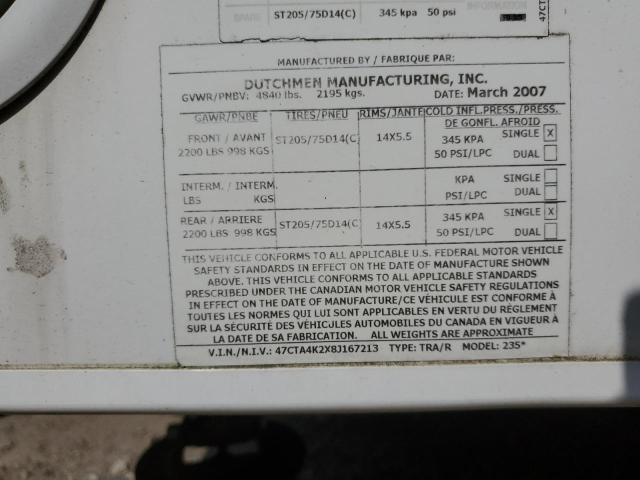 SPARE ST205/75D14(C) 345 kpa 50 psi INFORMATION
47CT
MANUFACTURED BY / FABRIQUE PAR:
DUTCHMEN MANUFACTURING, INC.
GVWR/PNBV: 4840 lbs. 2195 kgs. DATE: March 2007
GAWR/PNBE TIRES/PNEU RIMS/JANTE COLD INFL.PRESS./PRESS. DE GONFL. AFROID
FRONT / AVANT ST205/75D14(C) 14X5.5 345 KPA SINGLE X
2200 LBS 998 KGS 50 PSI/LPC DUAL
INTERM. / INTERM. KPA SINGLE
LBS KGS PSI/LPC DUAL
REAR / ARRIERE ST205/75D14(C) 14X5.5 345 KPA SINGLE X
2200 LBS 998 KGS 50 PSI/LPC DUAL
THIS VEHICLE CONFORMS TO ALL APPLICABLE U.S. FEDERAL MOTOR VEHICLE
SAFETY STANDARDS IN EFFECT ON THE DATE OF MANUFACTURE SHOWN
ABOVE. THIS VEHICLE CONFORMS TO ALL APPLICABLE STANDARDS
PRESCRIBED UNDER THE CANADIAN MOTOR VEHICLE SAFETY REGULATIONS
IN EFFECT ON THE DATE OF MANUFACTURE/CE VÉHICULE EST CONFORME À
TOUTES LES NORMES QUI LUI SONT APPLICABLES EN VERTU DU RÈGLEMENT
SUR LA SÉCURITÉ DES VÉHICJLES AUTOMOBILES DU CANADA EN VIGUEUR À
LA DATE DE SA FABRICATION. ALL WEIGHTS ARE APPROXIMATE
V.I.N./N.I.V.: 47CTA4K2X8J167213 TYPE: TRA/R MODEL: 235*